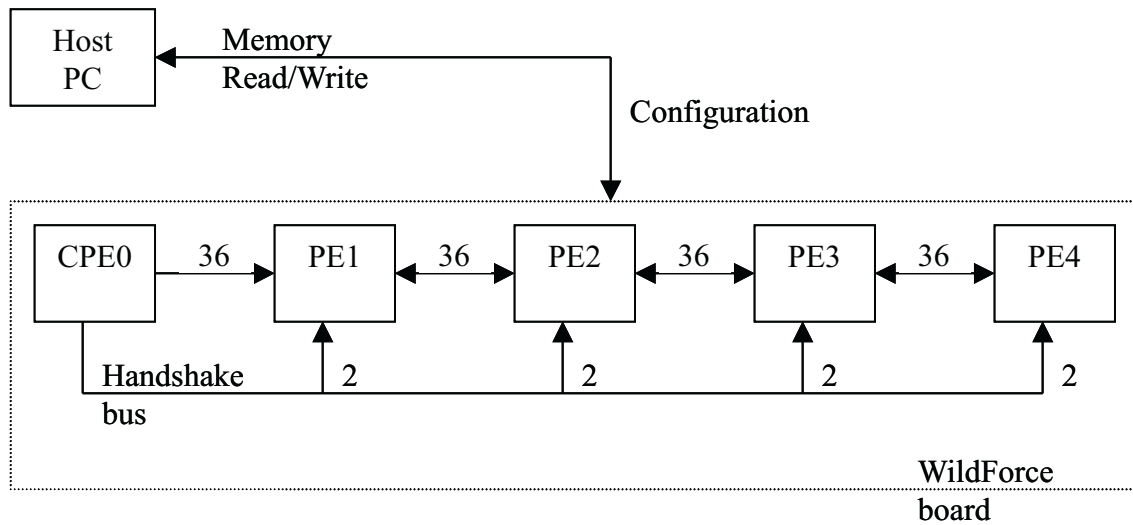 Host
PC
Memory
Read/Write
Configuration
CPE0
36
PE1
36
PE2
36
PE3
36
PE4
Handshake
bus
2
2
2
2
WildForce
board